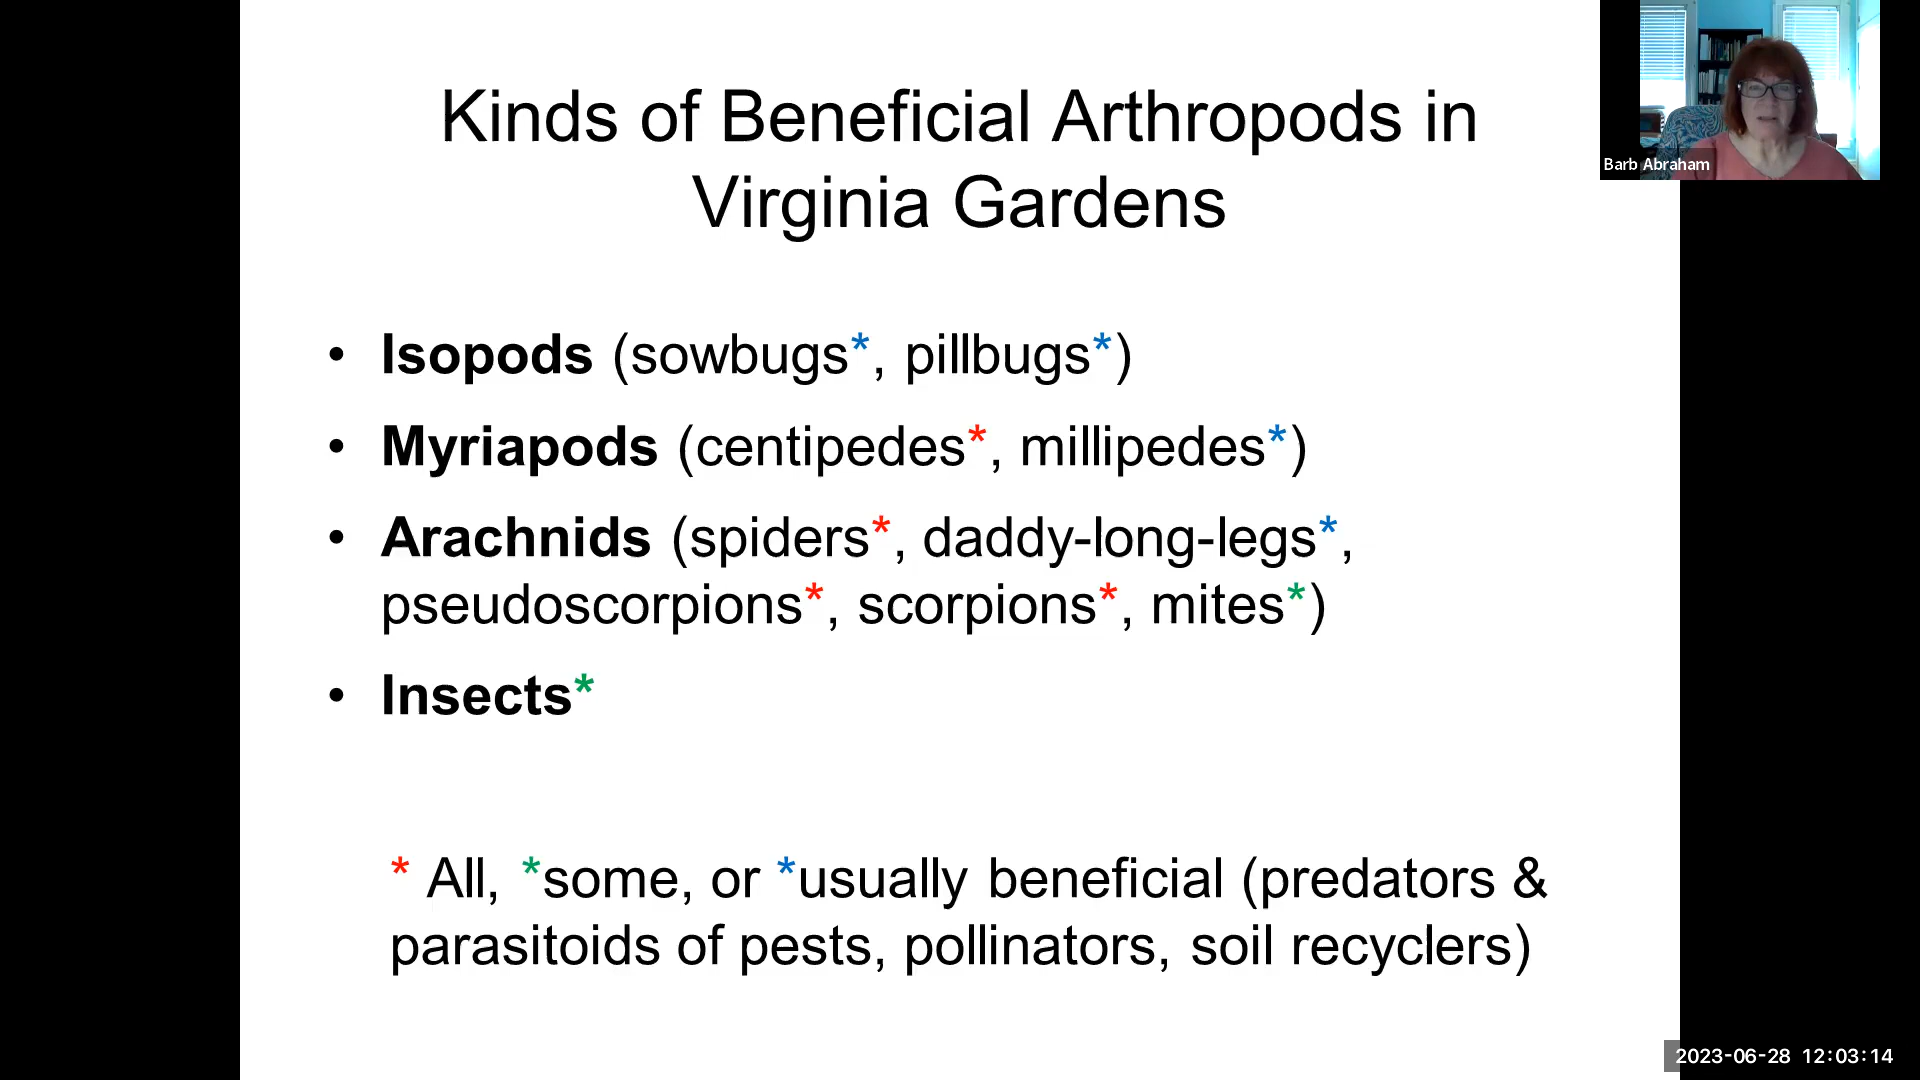 Kinds of Beneficial Arthropods in
Virginia Gardens
Barb Abraham
• Isopods (sowbugs*, pillbugs*)
• Myriapods (centipedes*, millipedes*)
• Arachnids (spiders*, daddy-long-legs*,
pseudoscorpions*, scorpions*, mites*)
• Insects*
* All, *some, or *usually beneficial (predators &
parasitoids of pests, pollinators, soil recyclers)
2023-06-28 12:03:14